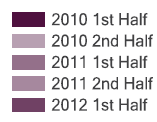 2010 1st Half
2010 2nd Half
2011 1st Half
2011 2nd Half
2012 1st Half